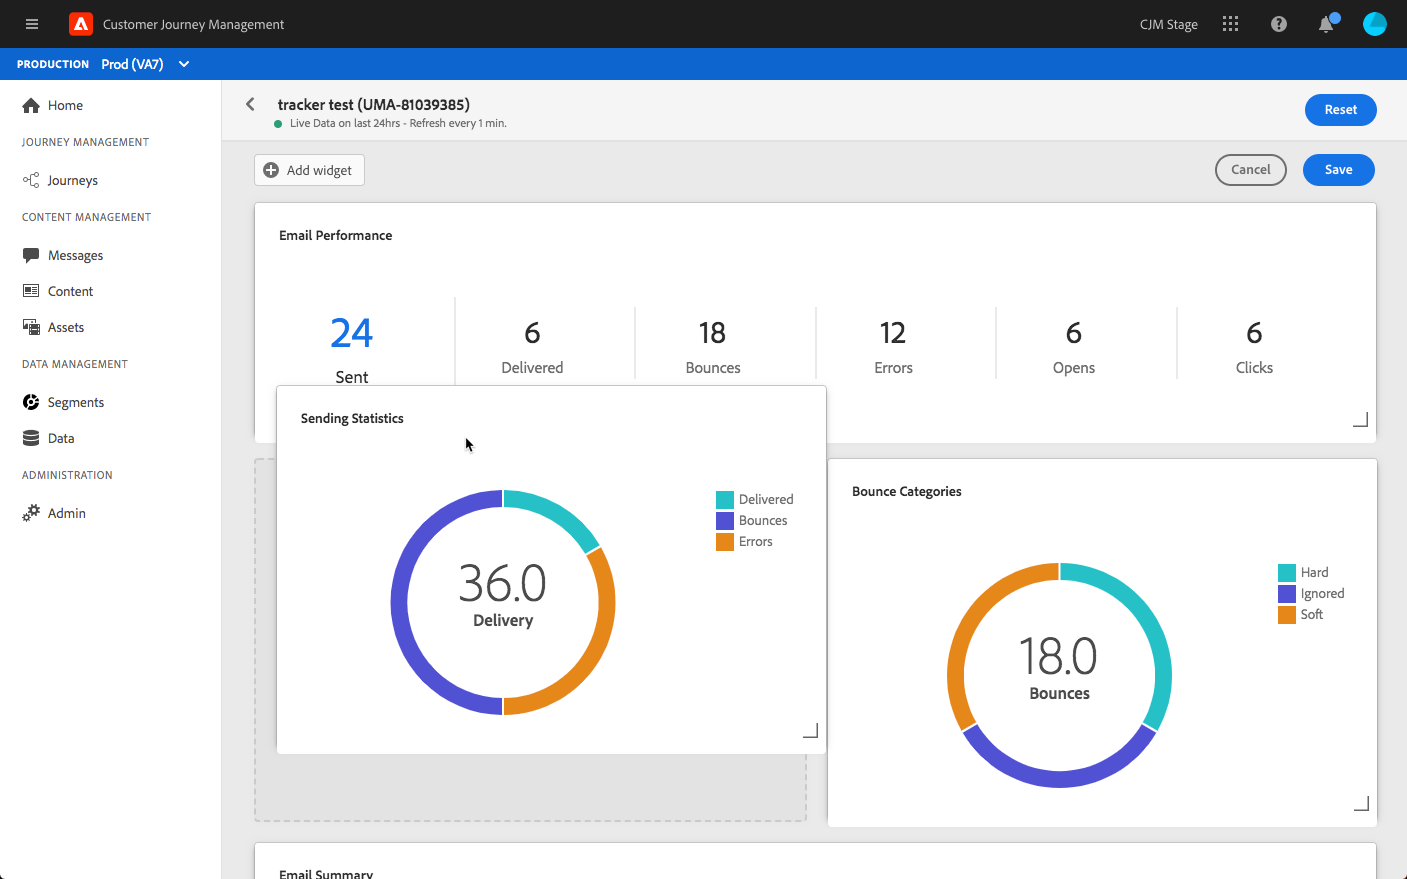 Customer Journey Management
CJM Stage
PRODUCTION Prod (VA7)
Home
JOURNEY MANAGEMENT
Journeys
CONTENT MANAGEMENT
Messages
Content
Assets
DATA MANAGEMENT
Segments
Data
ADMINISTRATION
Admin
tracker test (UMA-81039385)
Live Data on last 24hrs - Refresh every 1 min.
Reset
Add widget
Cancel
Save
Email Performance
24
Sent
6
Delivered
18
Bounces
12
Errors
6
Opens
6
Clicks
Sending Statistics
Delivered
Bounces
Errors
36.0
Delivery
Bounce Categories
Hard
Ignored
Soft
18.0
Bounces
Email Summary